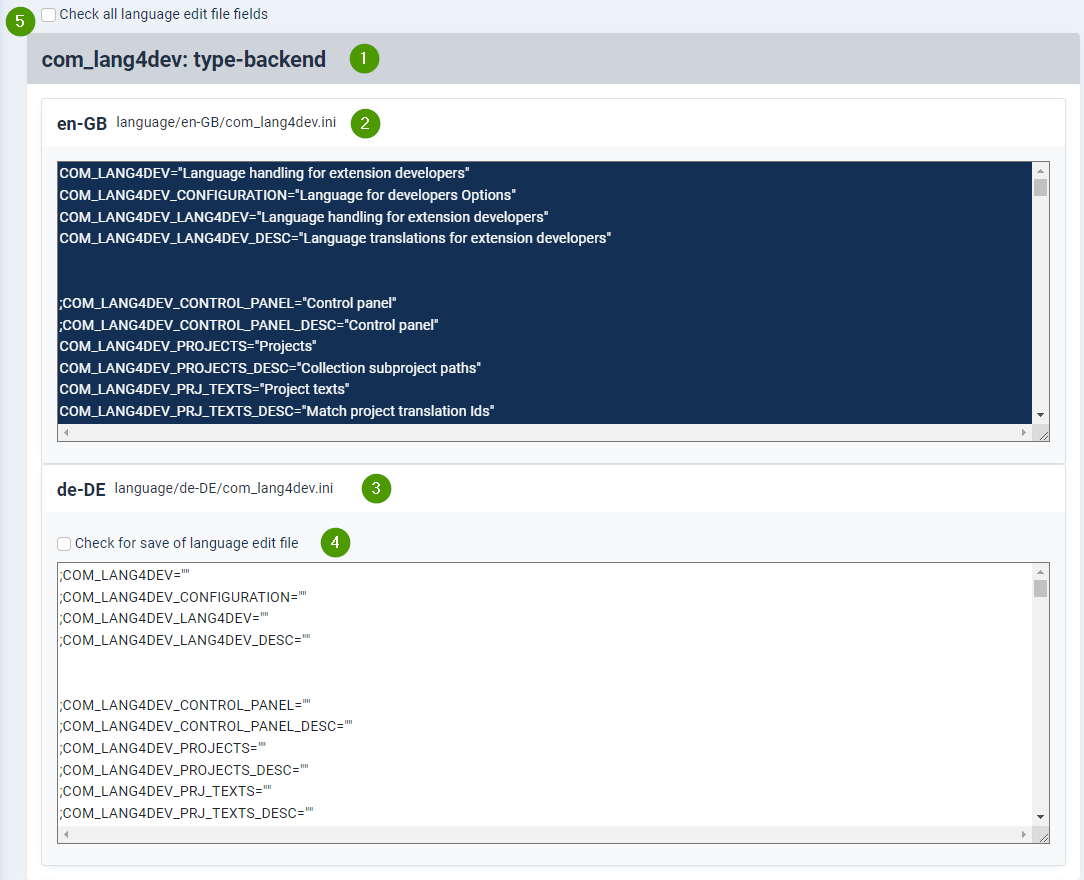 5 Check all language edit file fields
com_lang4dev: type-backend 1
en-GB language/en-GB/com_lang4dev.ini 2
COM_LANG4DEV="Language handling for extension developers"
COM_LANG4DEV_CONFIGURATION="Language for developers Options"
COM_LANG4DEV_LANG4DEV="Language handling for extension developers"
COM_LANG4DEV_LANG4DEV_DESC="Language translations for extension developers"
;COM_LANG4DEV_CONTROL_PANEL="Control panel"
;COM_LANG4DEV_CONTROL_PANEL_DESC="Control panel"
COM_LANG4DEV_PROJECTS="Projects"
COM_LANG4DEV_PROJECTS_DESC="Collection subproject paths"
COM_LANG4DEV_PRJ_TEXTS="Project texts"
COM_LANG4DEV_PRJ_TEXTS_DESC="Match project translation Ids"
de-DE language/de-DE/com_lang4dev.ini 3
Check for save of language edit file 4
;COM_LANG4DEV=""
;COM_LANG4DEV_CONFIGURATION=""
;COM_LANG4DEV_LANG4DEV=""
;COM_LANG4DEV_LANG4DEV_DESC=""
;COM_LANG4DEV_CONTROL_PANEL=""
;COM_LANG4DEV_CONTROL_PANEL_DESC=""
;COM_LANG4DEV_PROJECTS=""
;COM_LANG4DEV_PROJECTS_DESC=""
;COM_LANG4DEV_PRJ_TEXTS=""
;COM_LANG4DEV_PRJ_TEXTS_DESC=""